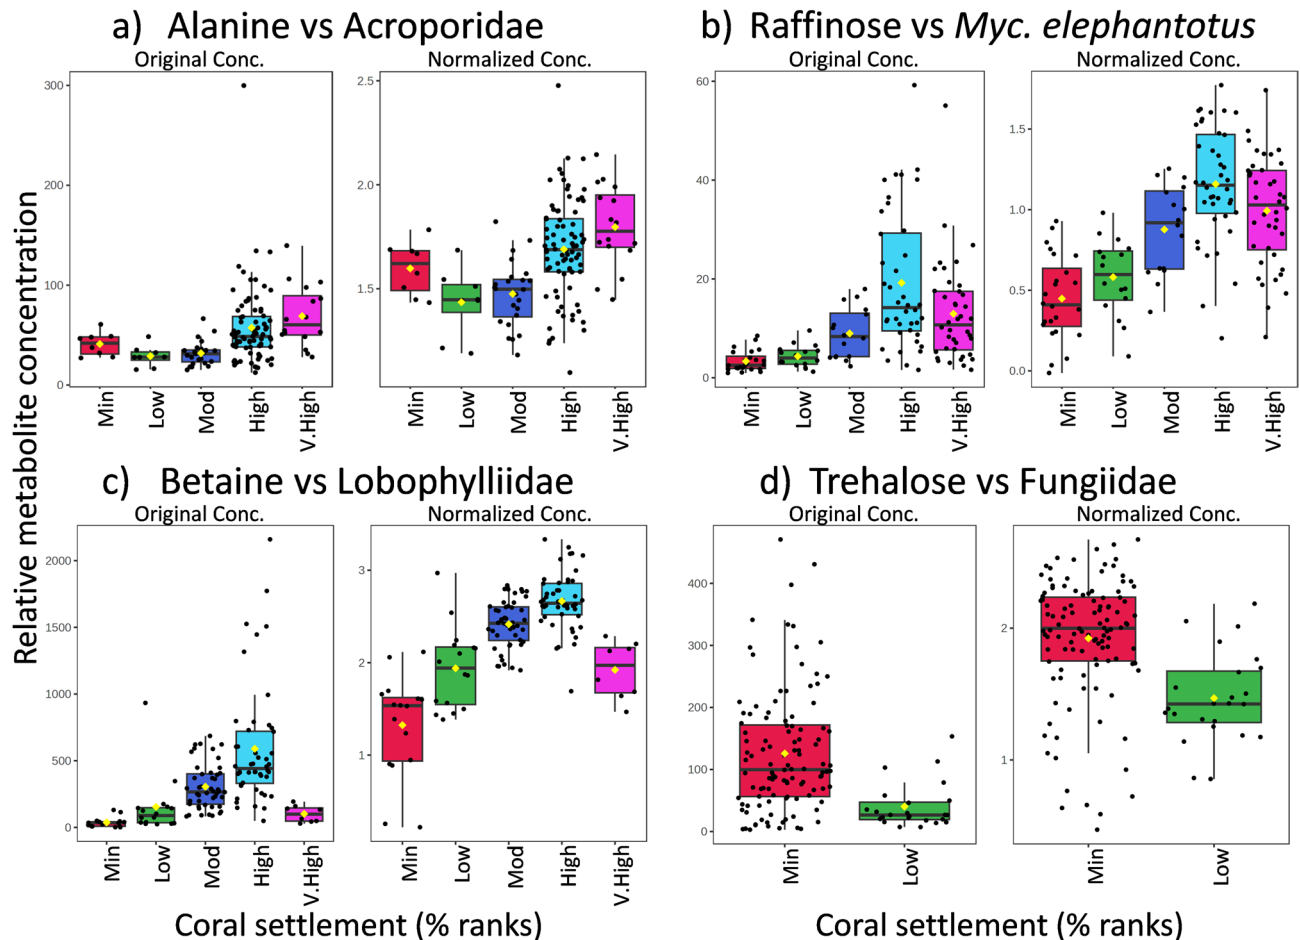 a) Alanine vs Acroporidae
Original Conc.
Normalized Conc.
300
200
100
0
2.5
2.0
1.5
Min
Low
Mod
High
V.High
Min
Low
Mod
High
V.High
b) Raffinose vs Myc. elephantotus
Original Conc.
Normalized Conc.
60
40
20
0
1.5
1.0
0.5
0.0
Min
Low
Mod
High
V.High
Min
Low
Mod
High
V.High
Relative metabolite concentration
c) Betaine vs Lobophylliidae
Original Conc.
Normalized Conc.
2000
1500
1000
500
0
3
2
1
Min
Low
Mod
High
V.High
Min
Low
Mod
High
V.High
Coral settlement (% ranks)
d) Trehalose vs Fungiidae
Original Conc.
Normalized Conc.
400
300
200
100
0
2
1
Min
Low
Min
Low
Coral settlement (% ranks)